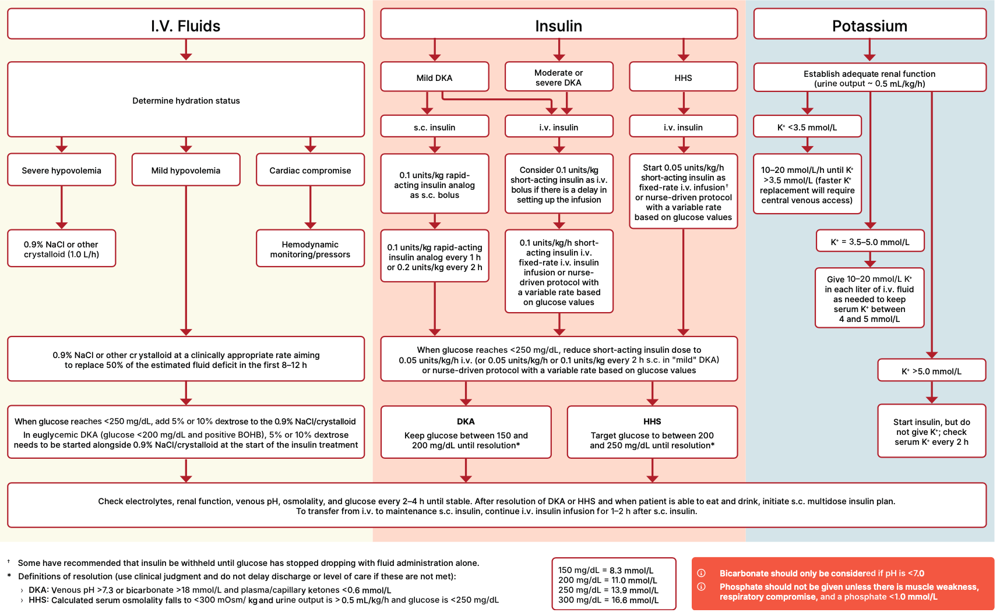 I.V. Fluids
Determine hydration status
Severe hypovolemia
Mild hypovolemia
Cardiac compromise
0.9% NaCl or other
crystalloid (1.0 L/h)
Hemodynamic
monitoring/pressors
0.9% NaCl or other crystalloid at a clinically appropriate rate aiming
to replace 50% of the estimated fluid deficit in the first 8–12 h
When glucose reaches <250 mg/dL, add 5% or 10% dextrose to the 0.9% NaCl/crystalloid
In euglycemic DKA (glucose <200 mg/dL and positive BOHB), 5% or 10% dextrose
needs to be started alongside 0.9% NaCl/crystalloid at the start of the insulin treatment
Insulin
Mild DKA
Moderate or
severe DKA
HHS
s.c. insulin
i.v. insulin
i.v. insulin
0.1 units/kg rapid-
acting insulin analog
as s.c. bolus
Consider 0.1 units/kg
short-acting insulin as i.v.
bolus if there is a delay in
setting up the infusion
Start 0.05 units/kg/h
short-acting insulin as
fixed-rate i.v. infusion†
or nurse-driven protocol
with a variable rate
based on glucose values
0.1 units/kg rapid-acting
insulin analog every 1 h
or 0.2 units/kg every 2 h
0.1 units/kg/h short-
acting insulin i.v.
fixed-rate i.v. insulin
infusion or nurse-
driven protocol with
a variable rate based
on glucose values
When glucose reaches <250 mg/dL, reduce short-acting insulin dose to
0.05 units/kg/h i.v. (or 0.05 units/kg/h or 0.1 units/kg every 2 h s.c. in "mild" DKA)
or nurse-driven protocol with a variable rate based on glucose values
DKA
Keep glucose between 150 and
200 mg/dL until resolution*
HHS
Target glucose to between 200
and 250 mg/dL until resolution*
Potassium
Establish adequate renal function
(urine output ~ 0.5 mL/kg/h)
K⁺ <3.5 mmol/L
10–20 mmol/L/h until K⁺
>3.5 mmol/L (faster K⁺
replacement will require
central venous access)
K⁺ = 3.5–5.0 mmol/L
Give 10–20 mmol/L K⁺
in each liter of i.v. fluid
as needed to keep
serum K⁺ between
4 and 5 mmol/L
K⁺ >5.0 mmol/L
Start insulin, but do
not give K⁺; check
serum K⁺ every 2 h
Check electrolytes, renal function, venous pH, osmolality, and glucose every 2–4 h until stable. After resolution of DKA or HHS and when patient is able to eat and drink, initiate s.c. multidose insulin plan.
To transfer from i.v. to maintenance s.c. insulin, continue i.v. insulin infusion for 1–2 h after s.c. insulin.
† Some have recommended that insulin be withheld until glucose has stopped dropping with fluid administration alone.
* Definitions of resolution (use clinical judgment and do not delay discharge or level of care if these are not met):
› DKA: Venous pH >7.3 or bicarbonate >18 mmol/L and plasma/capillary ketones <0.6 mmol/L
› HHS: Calculated serum osmolality falls to <300 mOsm/ kg and urine output is > 0.5 mL/kg/h and glucose is <250 mg/dL
150 mg/dL = 8.3 mmol/L
200 mg/dL = 11.0 mmol/L
250 mg/dL = 13.9 mmol/L
300 mg/dL = 16.6 mmol/L
Bicarbonate should only be considered if pH is <7.0
Phosphate should not be given unless there is muscle weakness,
respiratory compromise, and a phosphate <1.0 mmol/L